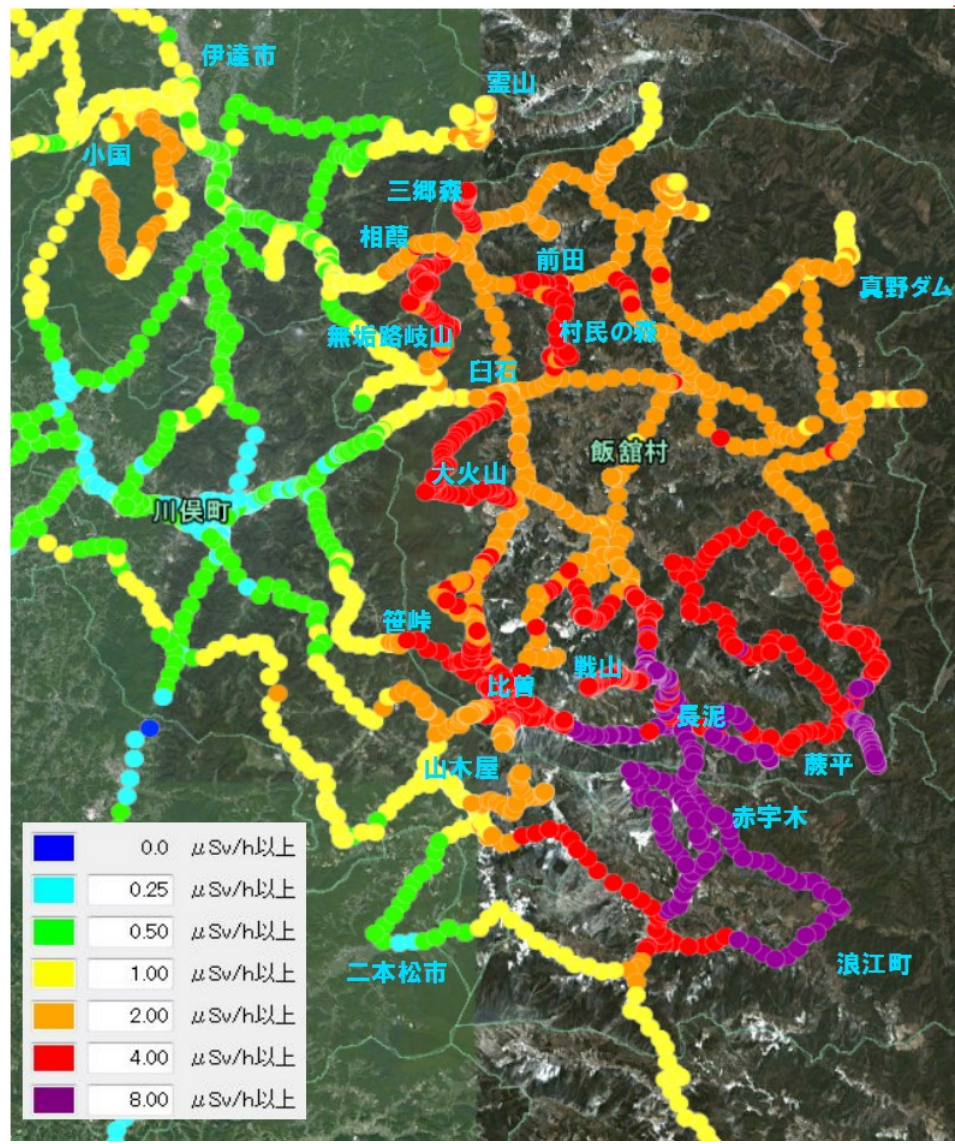 伊達市
霊山
小国
三郷森
相葭
前田
真野ダム
無垢路岐山
村民の森
臼石
飯舘村
大火山
川俣町
笹峠
戦山
比曽
長泥
山木屋
蕨平
赤宇木
二本松市
浪江町
0.0 μSv/h以上
0.25 μSv/h以上
0.50 μSv/h以上
1.00 μSv/h以上
2.00 μSv/h以上
4.00 μSv/h以上
8.00 μSv/h以上